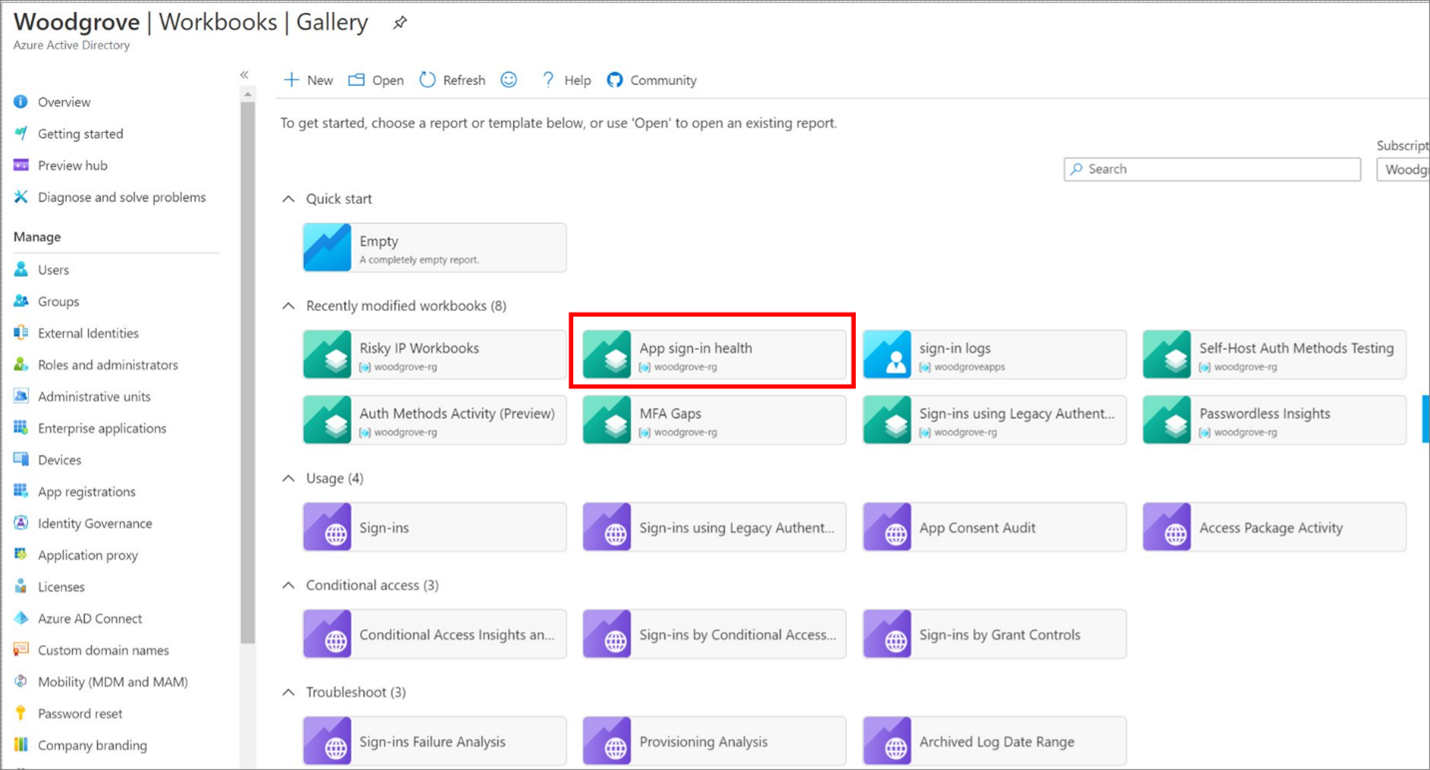 Woodgrove | Workbooks | Gallery
Azure Active Directory
Overview
Getting started
Preview hub
Diagnose and solve problems
Manage
Users
Groups
External Identities
Roles and administrators
Administrative units
Enterprise applications
Devices
App registrations
Identity Governance
Application proxy
Licenses
Azure AD Connect
Custom domain names
Mobility (MDM and MAM)
Password reset
Company branding
New Open Refresh Help Community
To get started, choose a report or template below, or use 'Open' to open an existing report.
Subscript
Search
Woodgr
Quick start
Empty
A completely empty report.
Recently modified workbooks (8)
Risky IP Workbooks
woodgrove-rg
App sign-in health
woodgrove-rg
sign-in logs
woodgroveapps
Self-Host Auth Methods Testing
woodgrove-rg
Auth Methods Activity (Preview)
woodgrove-rg
MFA Gaps
woodgrove-rg
Sign-ins using Legacy Authent...
woodgrove-rg
Passwordless Insights
woodgrove-rg
Usage (4)
Sign-ins
Sign-ins using Legacy Authent...
App Consent Audit
Access Package Activity
Conditional access (3)
Conditional Access Insights an...
Sign-ins by Conditional Access...
Sign-ins by Grant Controls
Troubleshoot (3)
Sign-ins Failure Analysis
Provisioning Analysis
Archived Log Date Range